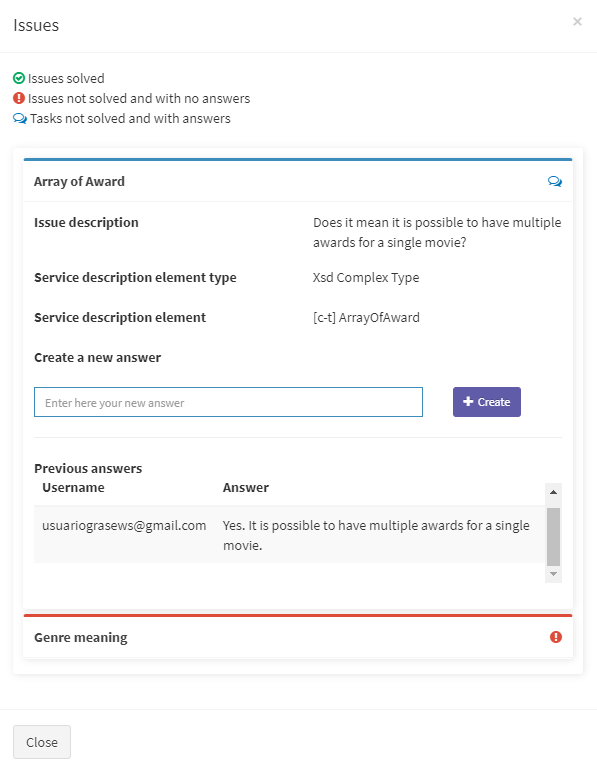 Issues
×
Issues solved
Issues not solved and with no answers
Tasks not solved and with answers
Array of Award
Issue description
Does it mean it is possible to have multiple
awards for a single movie?
Service description element type
Xsd Complex Type
Service description element
[c-t] ArrayOfAward
Create a new answer
Enter here your new answer
+ Create
Previous answers
Username
Answer
usuariograsews@gmail.com
Yes. It is possible to have multiple awards for a single
movie.
Genre meaning
Close